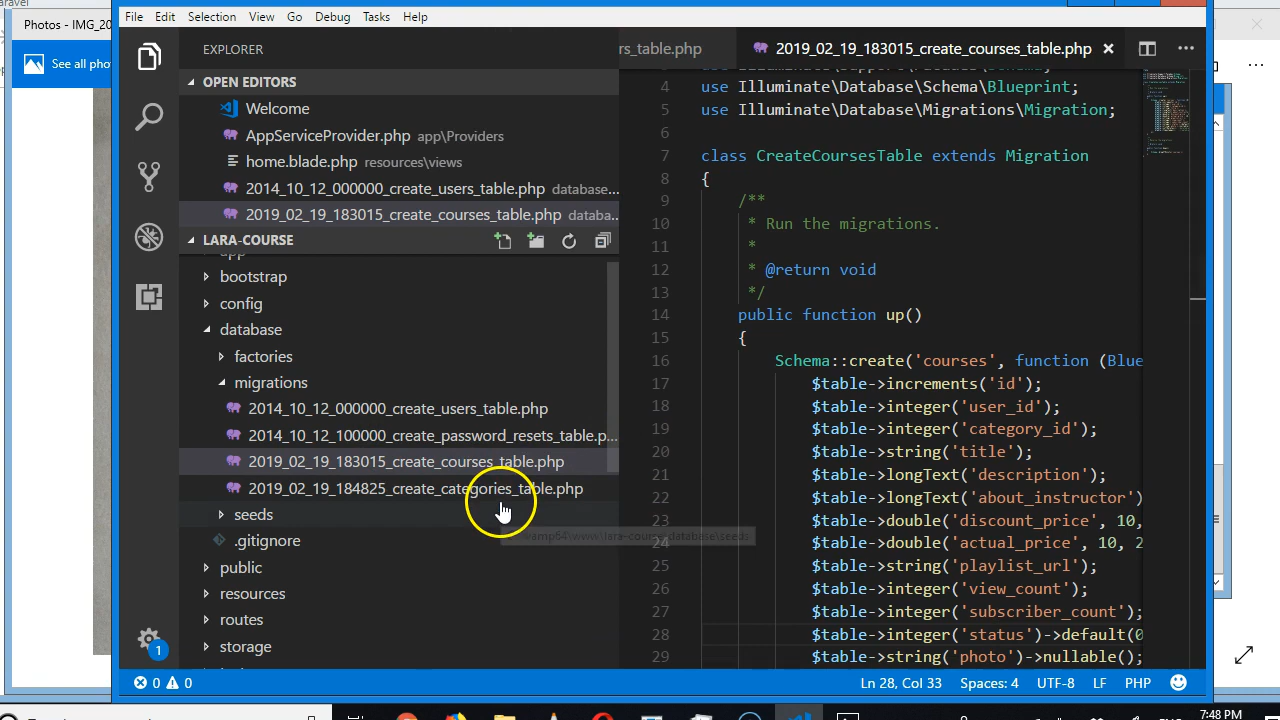 Photos - IMG_20
See all pho
File Edit Selection View Go Debug Tasks Help
EXPLORER
OPEN EDITORS
Welcome
AppServiceProvider.php app\Providers
home.blade.php resources\views
2014_10_12_000000_create_users_table.php database...
2019_02_19_183015_create_courses_table.php databa...
LARA-COURSE
app
bootstrap
config
database
factories
migrations
2014_10_12_000000_create_users_table.php
2014_10_12_100000_create_password_resets_table.p...
2019_02_19_183015_create_courses_table.php
2019_02_19_184825_create_categories_table.php
seeds
.gitignore
public
resources
routes
storage
1
rs_table.php 2019_02_19_183015_create_courses_table.php
4 use Illuminate\Database\Schema\Blueprint;
5 use Illuminate\Database\Migrations\Migration;
6
7 class CreateCoursesTable extends Migration
8 {
9 /**
10 * Run the migrations.
11 *
12 * @return void
13 */
14 public function up()
15 {
16 Schema::create('courses', function (Blue
17 $table->increments('id');
18 $table->integer('user_id');
19 $table->integer('category_id');
20 $table->string('title');
21 $table->longText('description');
22 $table->longText('about_instructor')
23 $table->double('discount_price', 10,
24 $table->double('actual_price', 10, 2
25 $table->string('playlist_url');
26 $table->integer('view_count');
27 $table->integer('subscriber_count');
28 $table->integer('status')->default(0
29 $table->string('photo')->nullable();
0 0 Ln 28, Col 33 Spaces: 4 UTF-8 LF PHP
7:48 PM